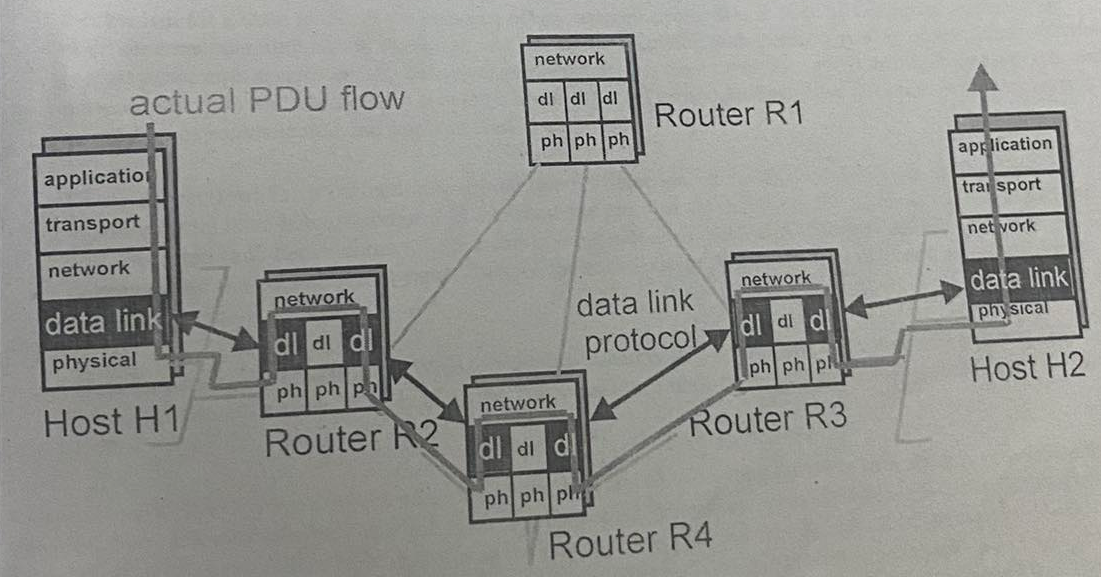 actual PDU flow
network
dl dl dl
ph ph ph
Router R1
application
transport
network
data link
physical
Host H1
network
dl dl dl
ph ph ph
Router R2
data link
protocol
network
dl dl dl
ph ph ph
Router R4
network
dl dl dl
ph ph ph
Router R3
application
transport
network
data link
physical
Host H2